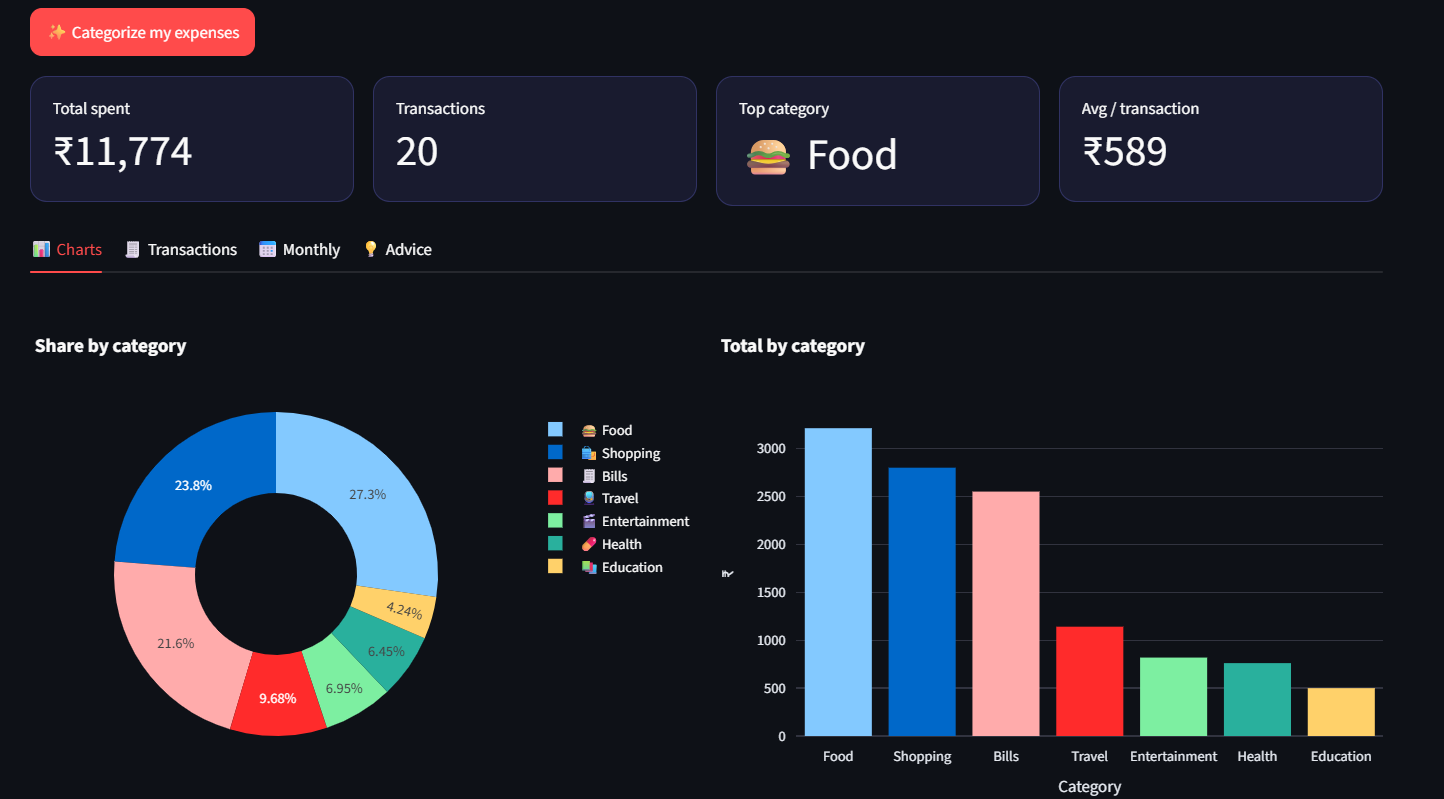 ✨ Categorize my expenses
Total spent
₹11,774
Transactions
20
Top category
🍔 Food
Avg / transaction
₹589
📊 Charts
🧾 Transactions
📅 Monthly
💡 Advice
Share by category
27.3%
4.24%
6.45%
6.95%
9.68%
21.6%
23.8%
🍔 Food
🛍️ Shopping
🧾 Bills
Travel
🎬 Entertainment
💊 Health
📚 Education
Total by category
₹
3000
2500
2000
1500
1000
500
0
Food
Shopping
Bills
Travel
Entertainment
Health
Education
Category